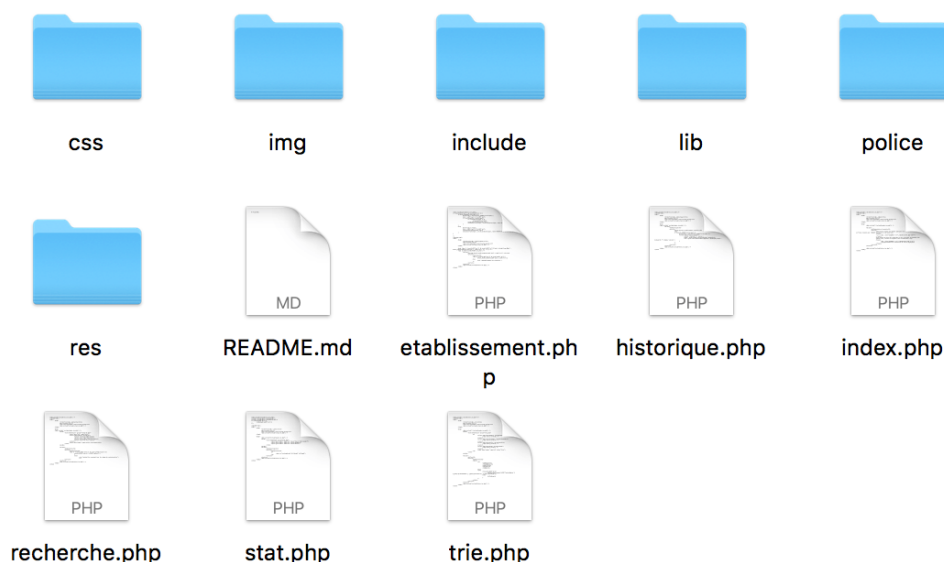 css
img
include
lib
police
MD
PHP
PHP
PHP
res
README.md
etablissement.ph
p
historique.php
index.php
PHP
PHP
PHP
recherche.php
stat.php
trie.php